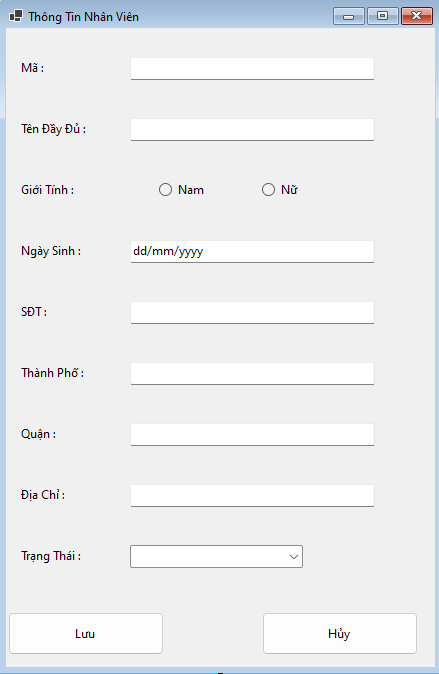 Thông Tin Nhân Viên
Mã :
Tên Đầy Đủ :
Giới Tính : Nam Nữ
Ngày Sinh : dd/mm/yyyy
SĐT :
Thành Phố :
Quận :
Địa Chỉ :
Trạng Thái :
Lưu Hủy